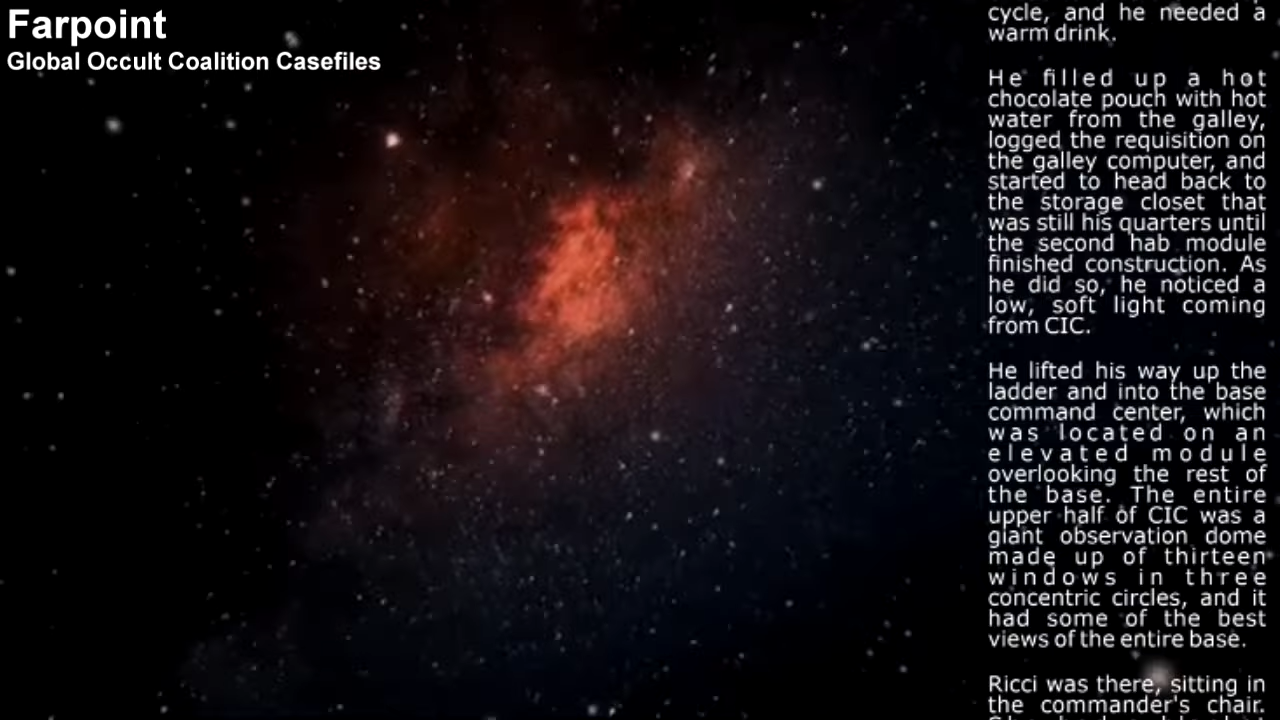 Farpoint
Global Occult Coalition Casefiles
cycle, and he needed a
warm drink.
He filled up a hot
chocolate pouch with hot
water from the galley,
logged the requisition on
the galley computer, and
started to head back to
the storage closet that
was still his quarters until
the second hab module
finished construction. As
he did so, he noticed a
low, soft light coming
from CIC.
He lifted his way up the
ladder and into the base
command center, which
was located on an
elevated module
overlooking the rest of
the base. The entire
upper half of CIC was a
giant observation dome
made up of thirteen
windows in three
concentric circles, and it
had some of the best
views of the entire base.
Ricci was there, sitting in
the commander's chair.